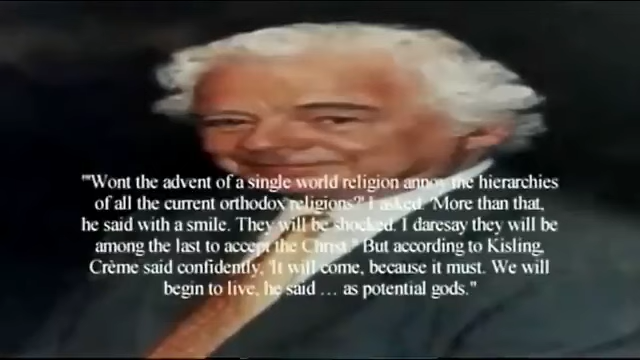 "'Wont the advent of a single world religion annoy the hierarchies
of all the current orthodox religions?' I asked. 'More than that,
he said with a smile. They will be shocked. I daresay they will be
among the last to accept the Christ.' But according to Kisling,
Crème said confidently, 'It will come, because it must. We will
begin to live, he said … as potential gods."